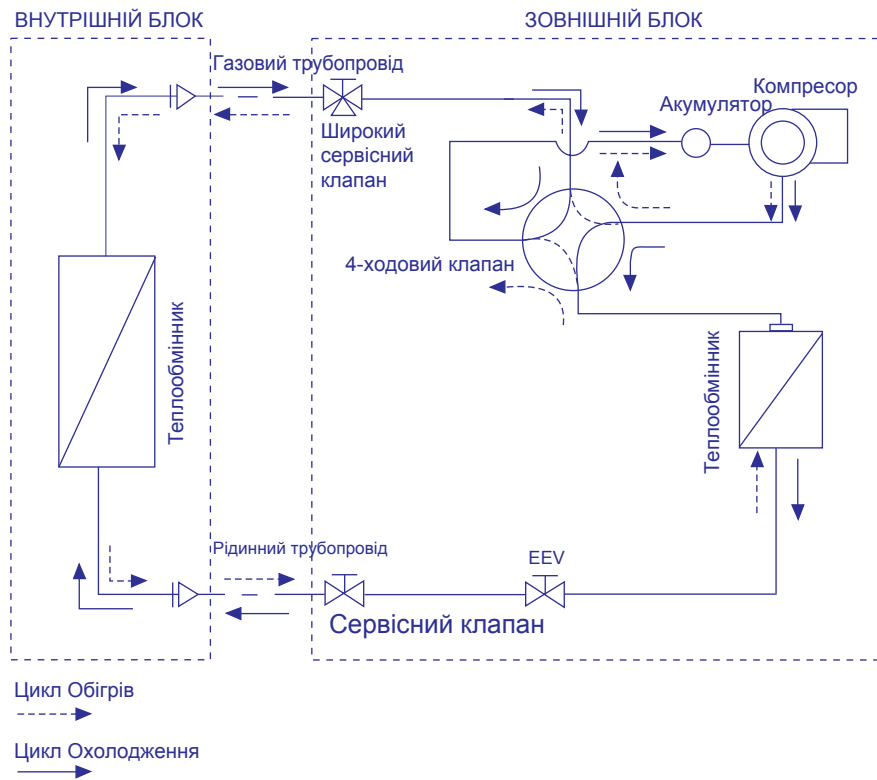 ВНУТРІШНІЙ БЛОК
ЗОВНІШНІЙ БЛОК
Газовий трубопровід
Компресор
Акумулятор
Широкий
сервісний
клапан
4-ходовий клапан
Теплообмінник
Теплообмінник
Рідинний трубопровід
EEV
Сервісний клапан
Цикл Обігрів
Цикл Охолодження